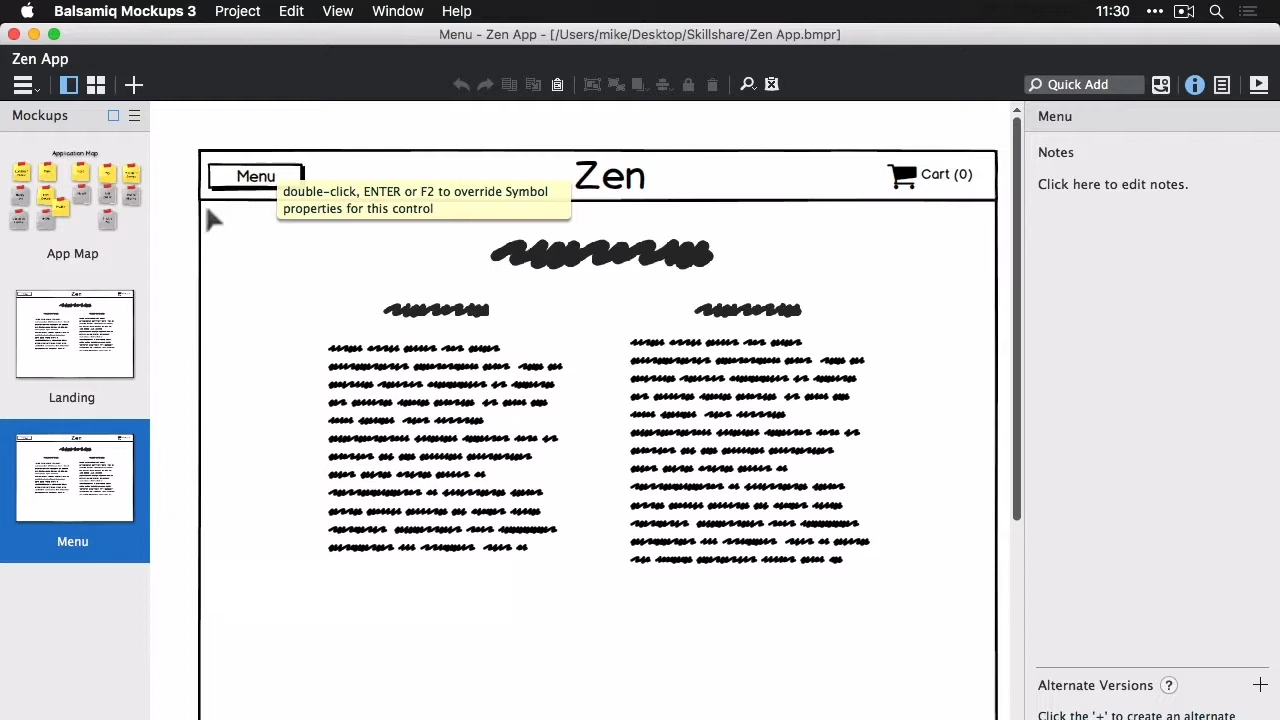 Balsamiq Mockups 3 Project Edit View Window Help 11:30
Menu - Zen App - [/Users/mike/Desktop/Skillshare/Zen App.bmpr]
Zen App
Quick Add
Mockups
Application Map
App Map
Landing
Menu
Menu Zen Cart (0)
double-click, ENTER or F2 to override Symbol
properties for this control
Menu
Notes
Click here to edit notes.
Alternate Versions ?
Click the '+' to create an alternate